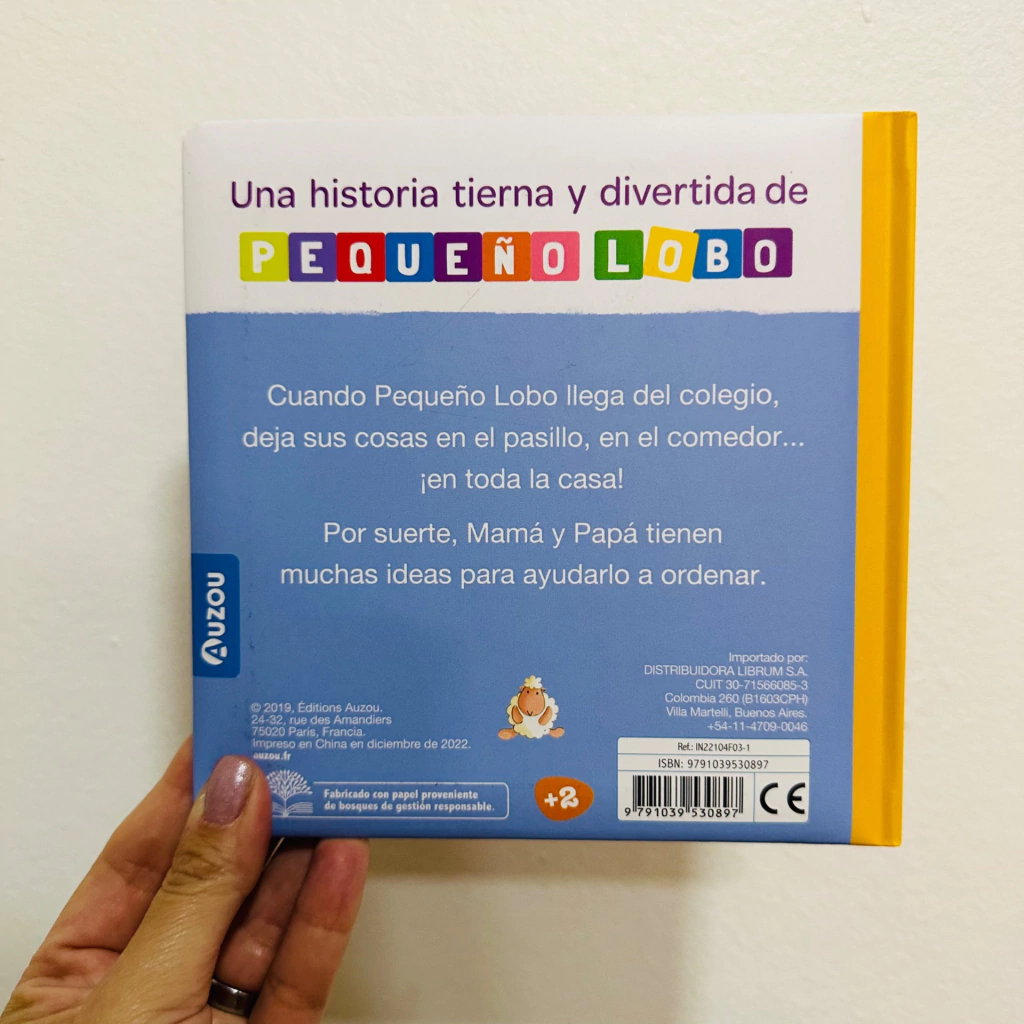 Una historia tierna y divertida de
PEQUEÑO LOBO
Cuando Pequeño Lobo llega del colegio,
deja sus cosas en el pasillo, en el comedor...
¡en toda la casa!
Por suerte, Mamá y Papá tienen
muchas ideas para ayudarlo a ordenar.
AUZOU
© 2019, Éditions Auzou.
24-32, rue des Amandiers
75020 París, Francia.
Impreso en China en diciembre de 2022.
auzou.fr
Fabricado con papel proveniente
de bosques de gestión responsable.
+2
Importado por:
DISTRIBUIDORA LIBRUM S.A.
CUIT 30-71566085-3
Colombia 260 (B1603CPH)
Villa Martelli, Buenos Aires.
+54-11-4709-0046
Ref.: IN22104F03-1
ISBN: 9791039530897
9 791039 530897
CE